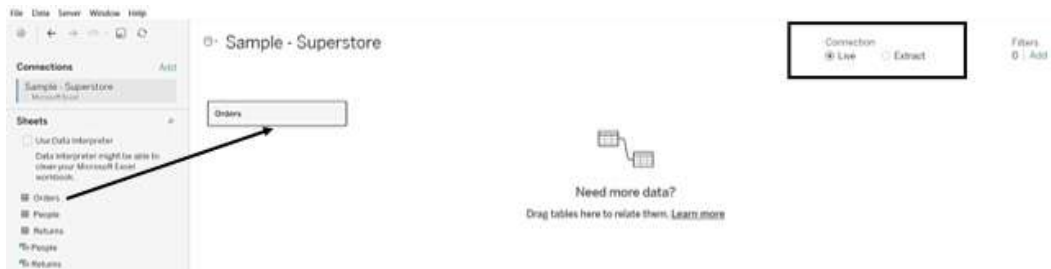 File Data Server Window Help
Sample - Superstore
Connection
Live Extract
Filters
0 | Add
Connections Add
Sample - Superstore
Microsoft Excel
Sheets
Use Data Interpreter
Data Interpreter might be able to
clean your Microsoft Excel
workbook.
Orders
People
Returns
People
Returns
Orders
Need more data?
Drag tables here to relate them. Learn more